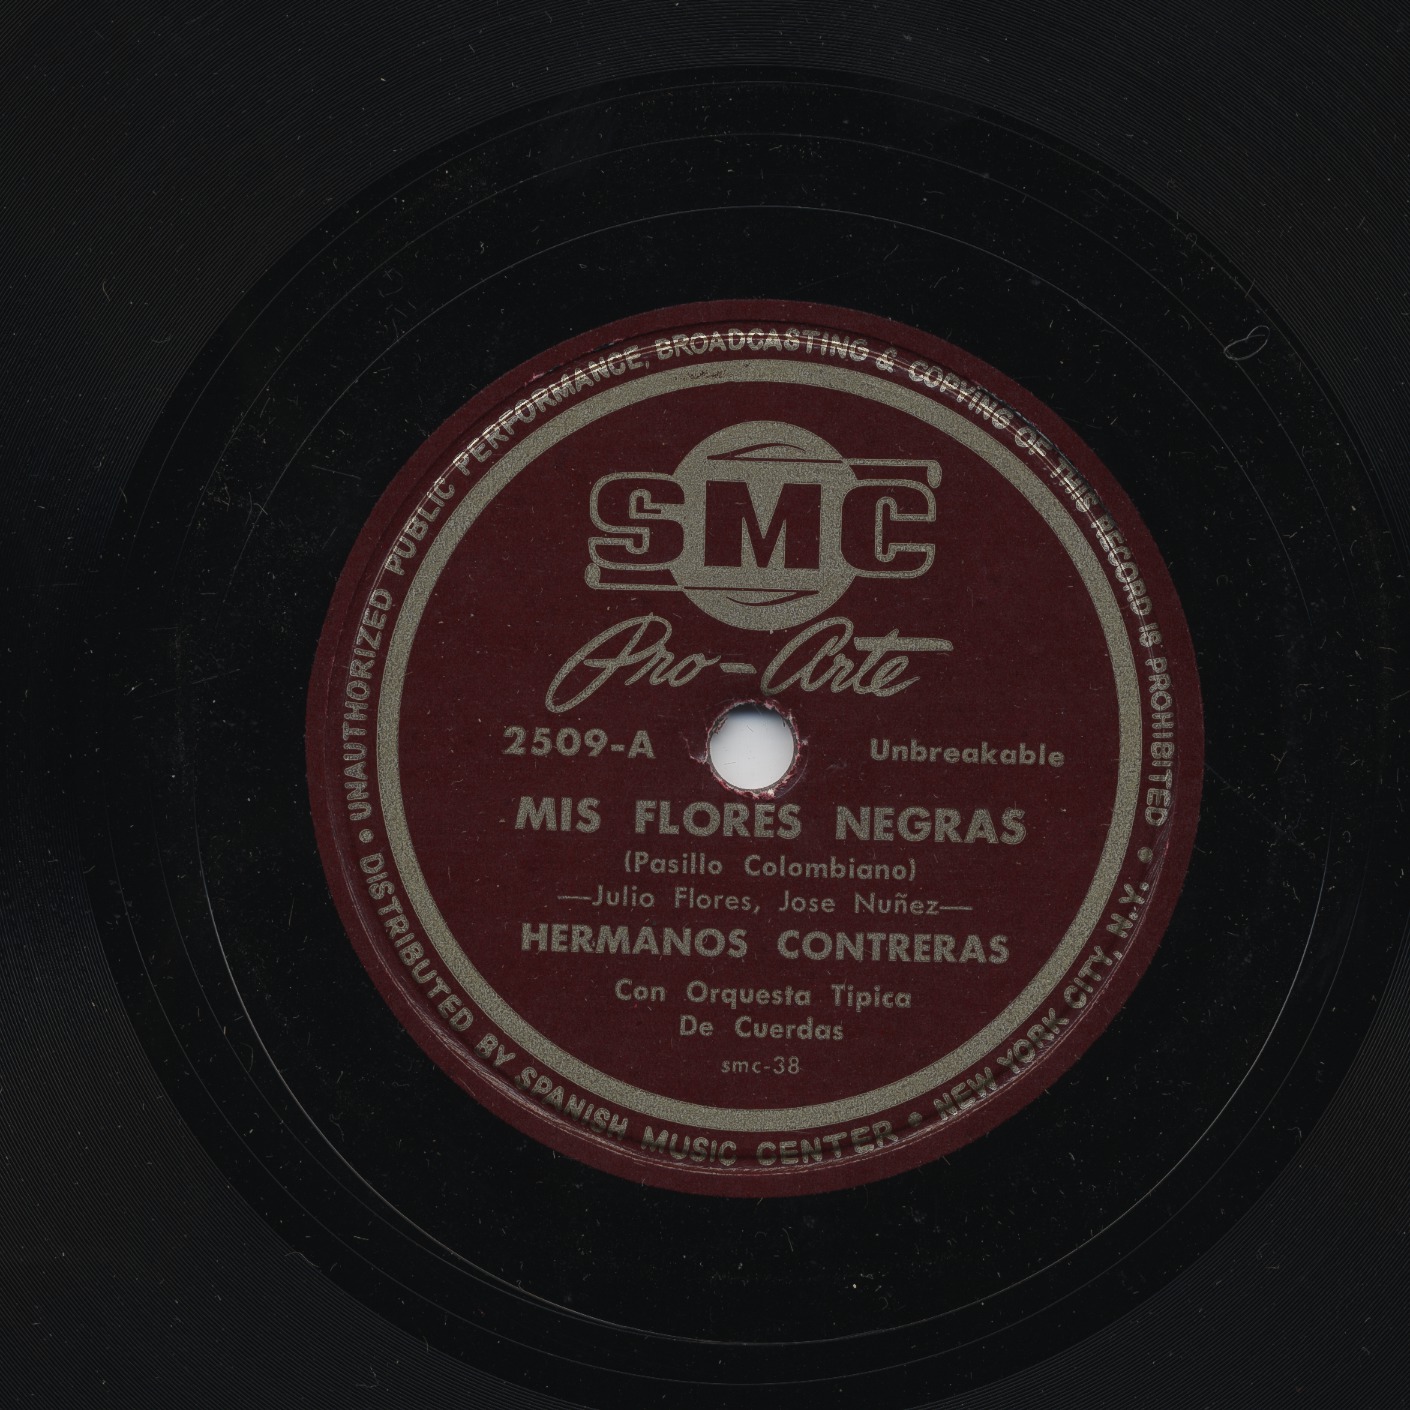 UNAUTHORIZED PUBLIC PERFORMANCE, BROADCASTING & COPYING OF THIS RECORD IS PROHIBITED
SMC
Pro-Arte
2509-A Unbreakable
MIS FLORES NEGRAS
(Pasillo Colombiano)
—Julio Flores, Jose Nuñez—
HERMANOS CONTRERAS
Con Orquesta Tipica
De Cuerdas
smc-38
• DISTRIBUTED BY SPANISH MUSIC CENTER • NEW YORK CITY, N.Y. •